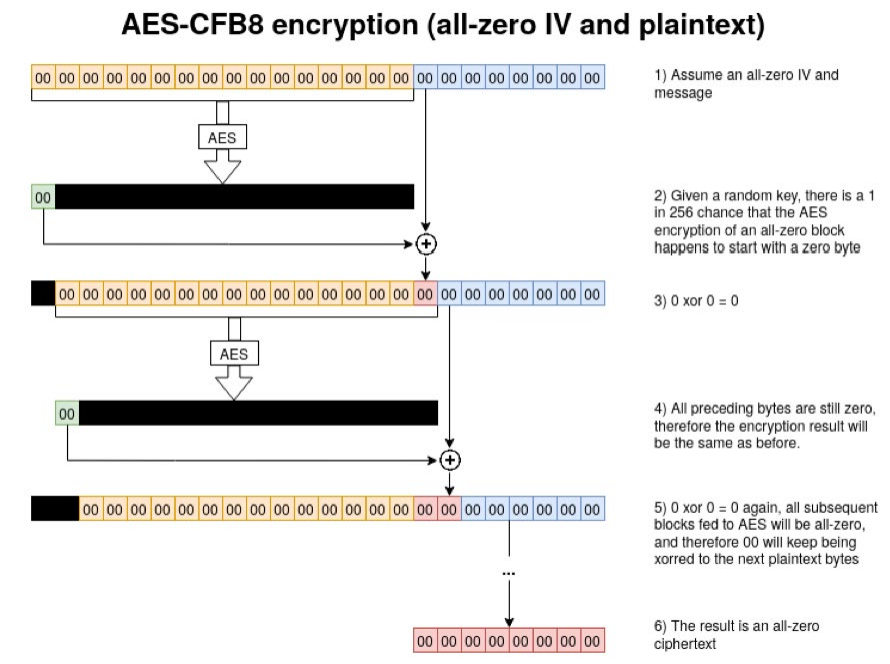 AES-CFB8 encryption (all-zero IV and plaintext)
00 00 00 00 00 00 00 00 00 00 00 00 00 00 00 00 00 00 00 00 00 00 00 00
1) Assume an all-zero IV and
message
AES
00
2) Given a random key, there is a 1
in 256 chance that the AES
encryption of an all-zero block
happens to start with a zero byte
+
00 00 00 00 00 00 00 00 00 00 00 00 00 00 00 00 00 00 00 00 00 00 00
3) 0 xor 0 = 0
AES
00
4) All preceding bytes are still zero,
therefore the encryption result will
be the same as before.
+
00 00 00 00 00 00 00 00 00 00 00 00 00 00 00 00 00 00 00 00 00 00
5) 0 xor 0 = 0 again, all subsequent
blocks fed to AES will be all-zero,
and therefore 00 will keep being
xorred to the next plaintext bytes
...
00 00 00 00 00 00 00 00
6) The result is an all-zero
ciphertext